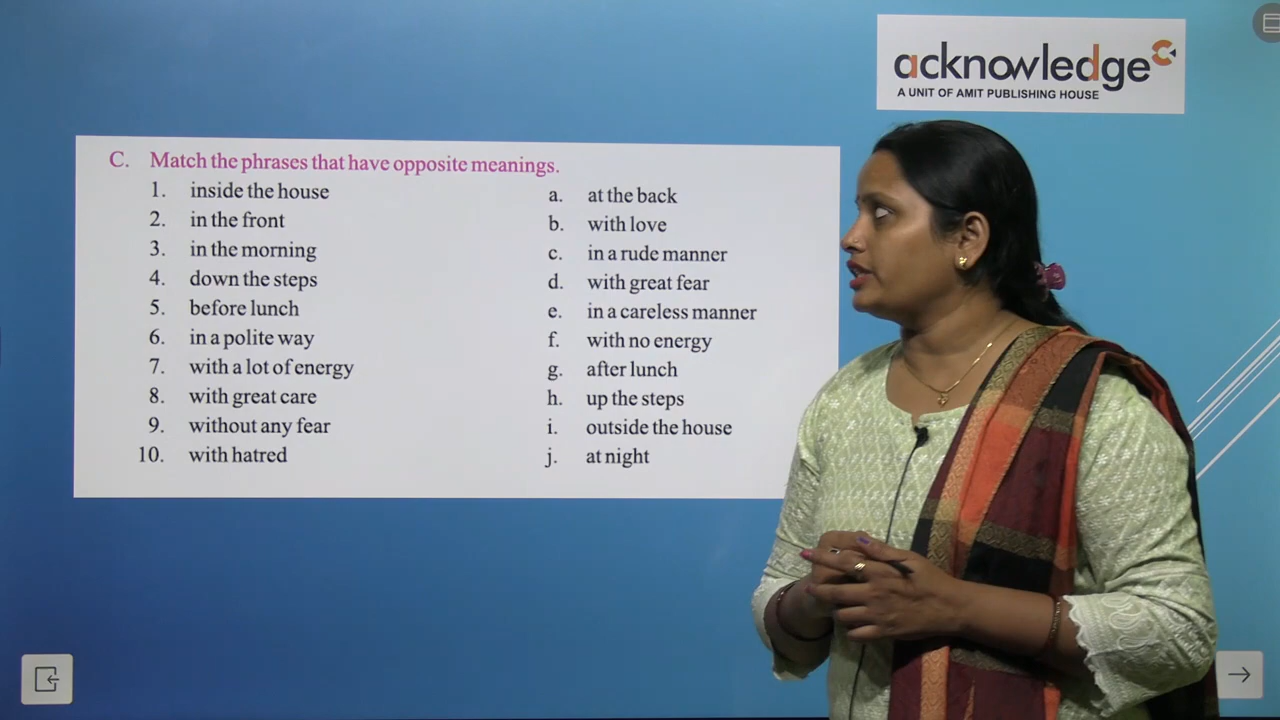 acknowledge
A UNIT OF AMIT PUBLISHING HOUSE
C. Match the phrases that have opposite meanings.
1. inside the house a. at the back
2. in the front b. with love
3. in the morning c. in a rude manner
4. down the steps d. with great fear
5. before lunch e. in a careless manner
6. in a polite way f. with no energy
7. with a lot of energy g. after lunch
8. with great care h. up the steps
9. without any fear i. outside the house
10. with hatred j. at night